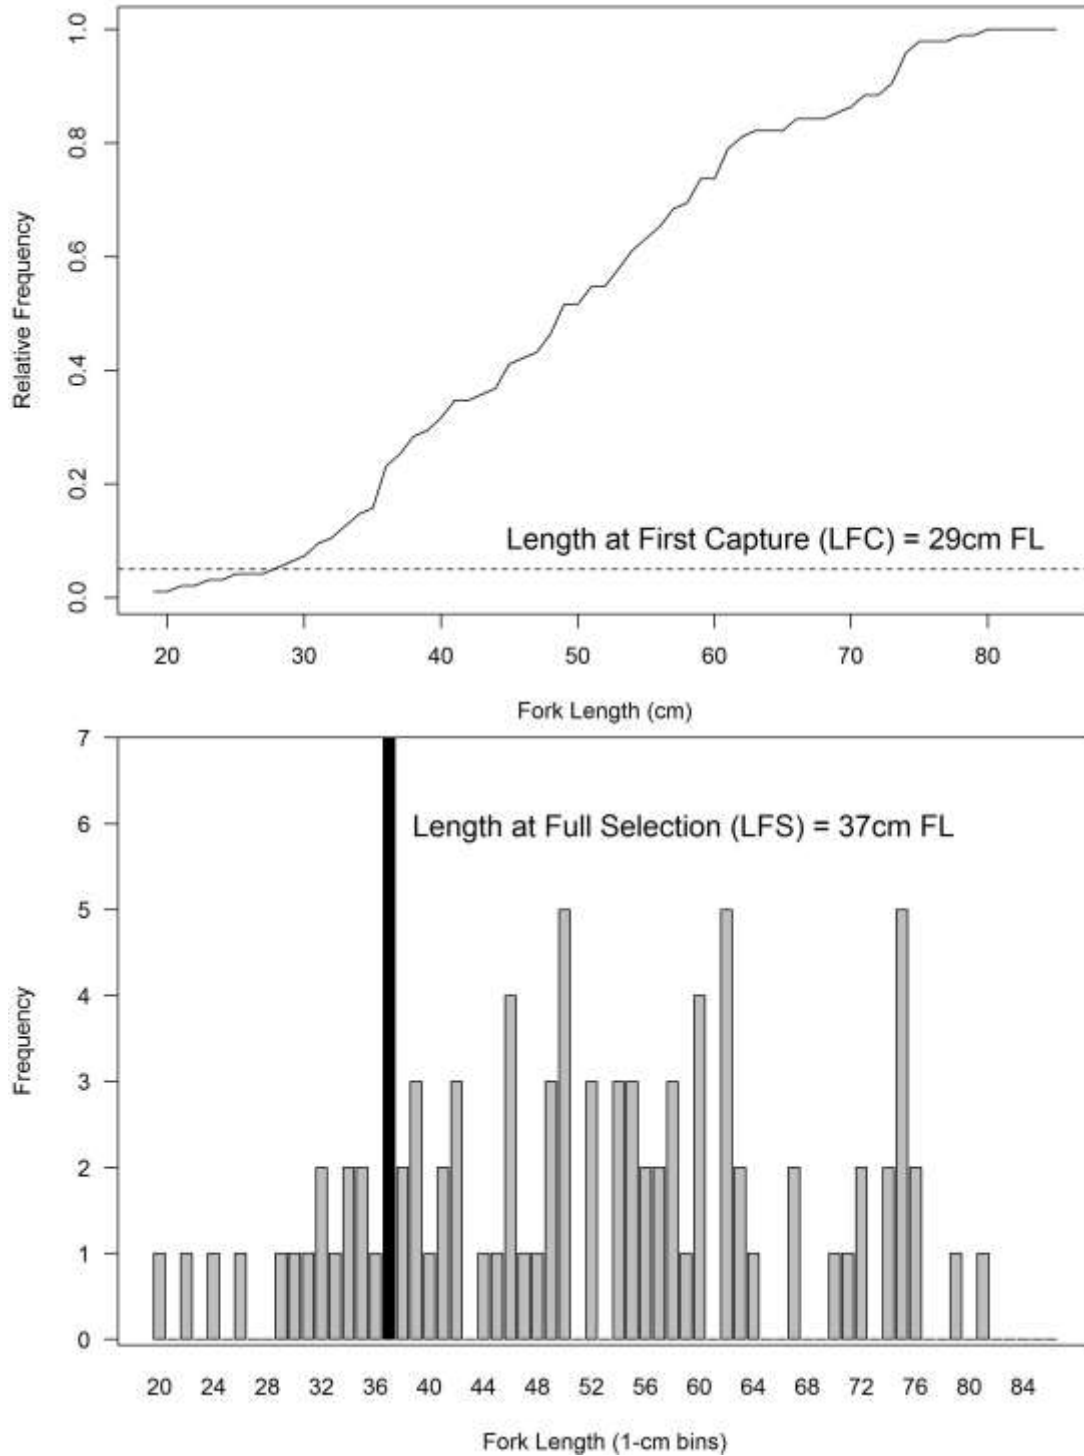 1.0
0.8
0.6
0.4
0.2
0.0
Relative Frequency
Length at First Capture (LFC) = 29cm FL
20 30 40 50 60 70 80
Fork Length (cm)
7
6
5
4
3
2
1
0
Frequency
Length at Full Selection (LFS) = 37cm FL
20 24 28 32 36 40 44 48 52 56 60 64 68 72 76 80 84
Fork Length (1-cm bins)